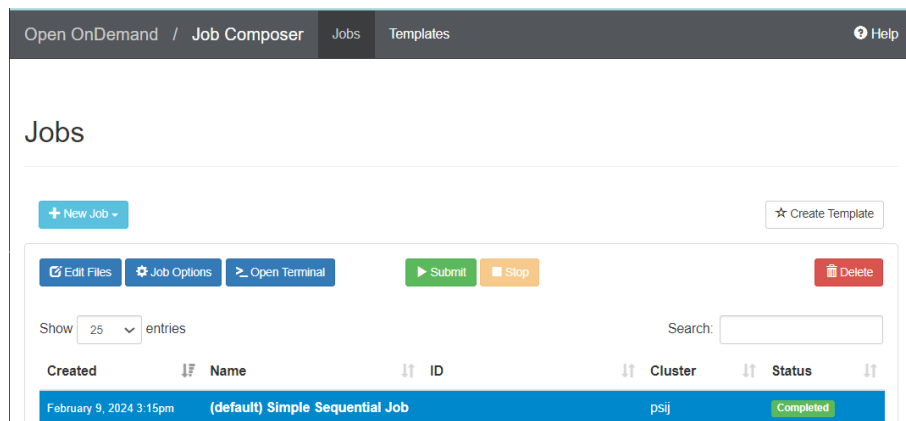 Open OnDemand / Job Composer Jobs Templates Help
Jobs
New Job Create Template
Edit Files Job Options >_ Open Terminal Submit Stop Delete
Show 25 entries Search:
Created Name ID Cluster Status
February 9, 2024 3:15pm (default) Simple Sequential Job psij Completed